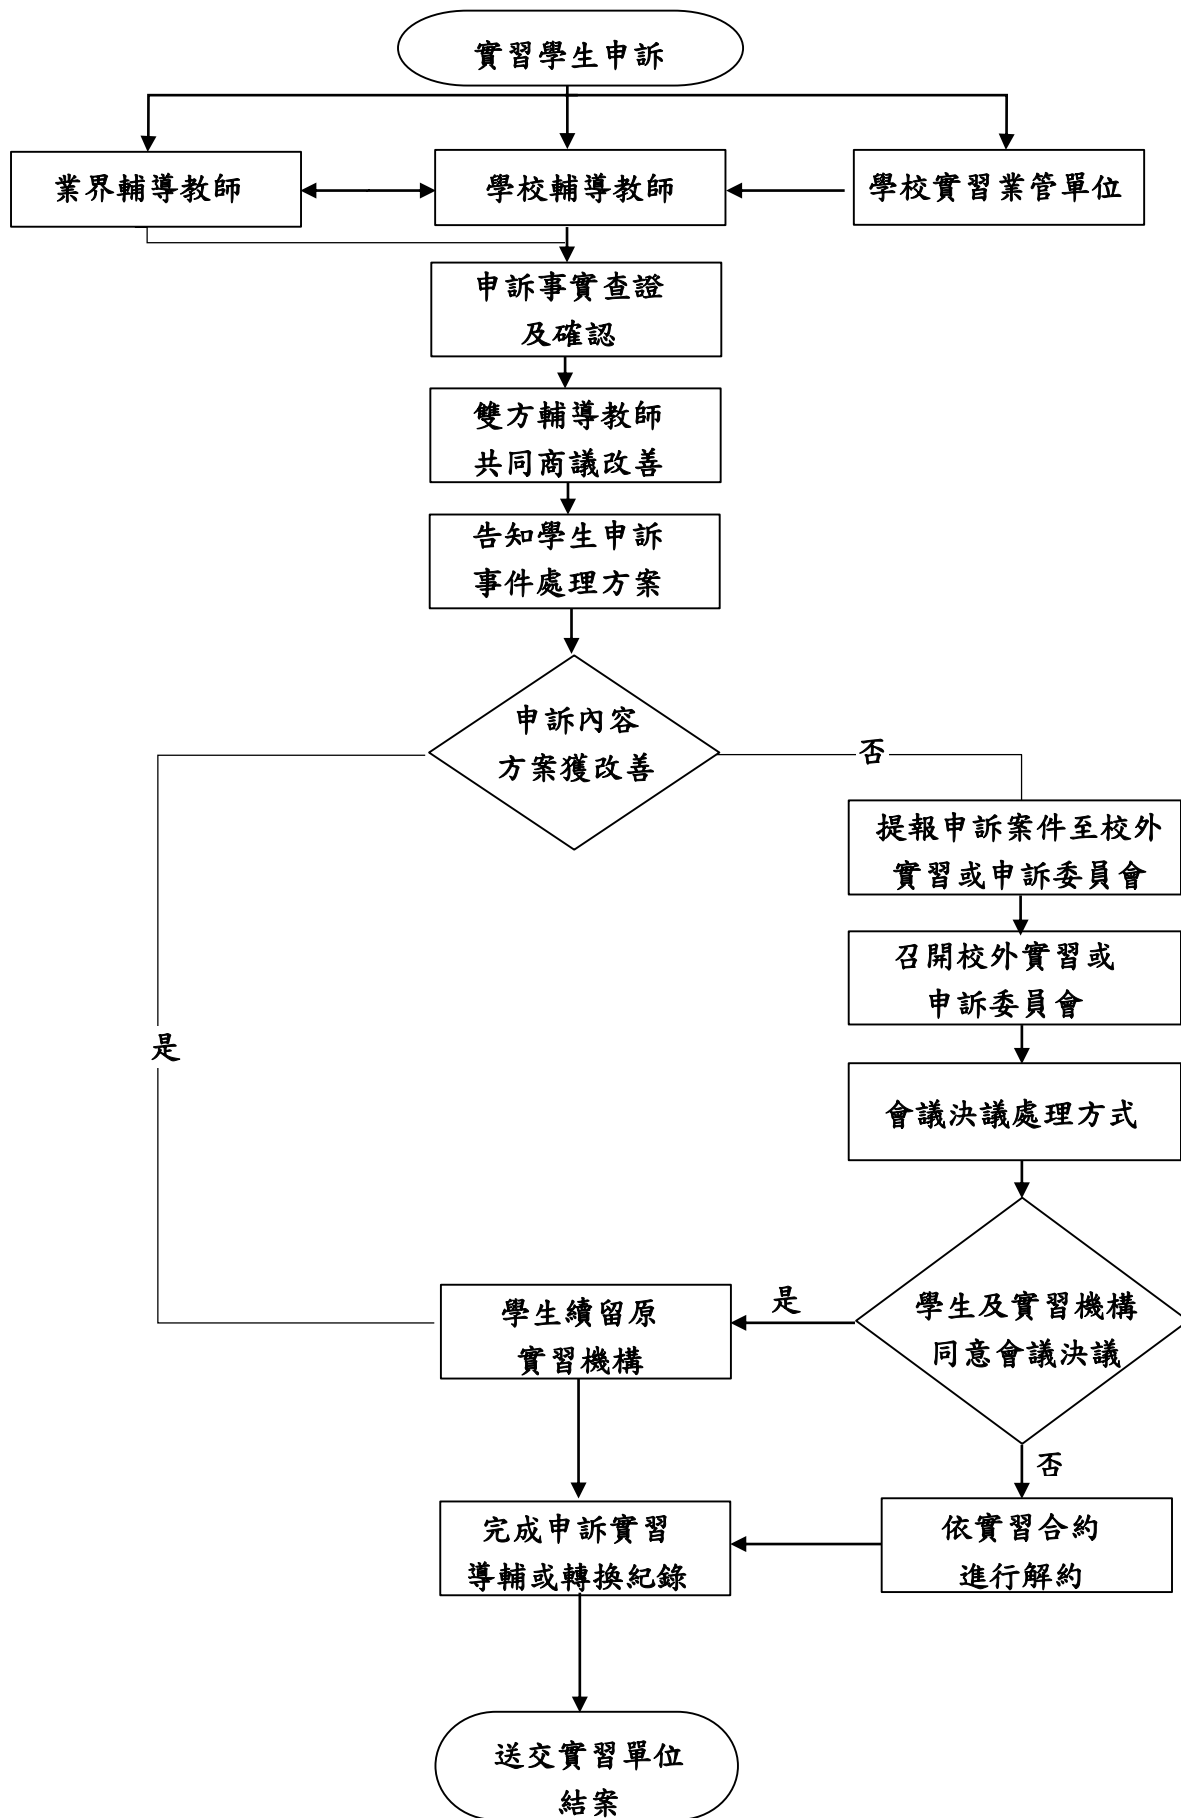 實習學生申訴
業界輔導教師
學校輔導教師
學校實習業管單位
申訴事實查證
及確認
雙方輔導教師
共同商議改善
告知學生申訴
事件處理方案
申訴內容
方案獲改善
否
提報申訴案件至校外
實習或申訴委員會
召開校外實習或
申訴委員會
是
會議決議處理方式
學生及實習機構
同意會議決議
是
學生續留原
實習機構
否
依實習合約
進行解約
完成申訴實習
導輔或轉換紀錄
送交實習單位
結案